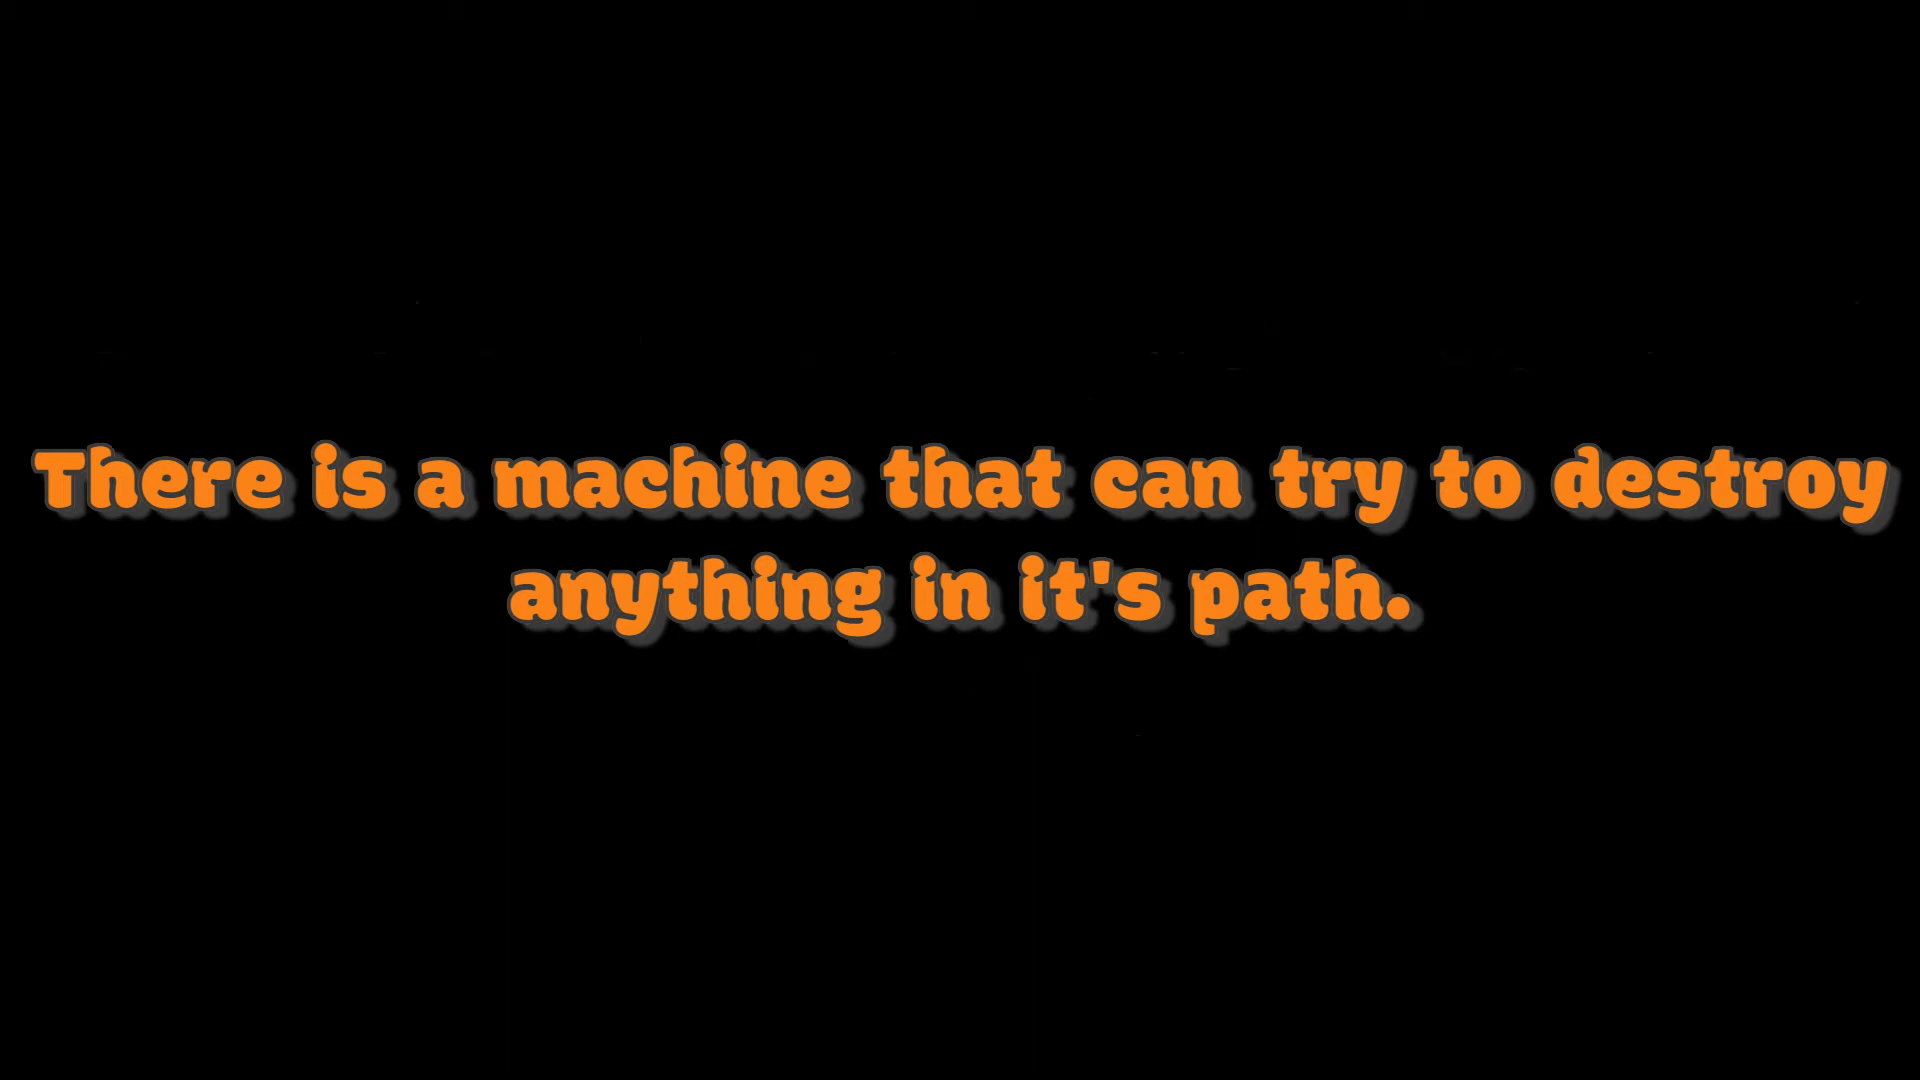 There is a machine that can try to destroy
anything in it's path.